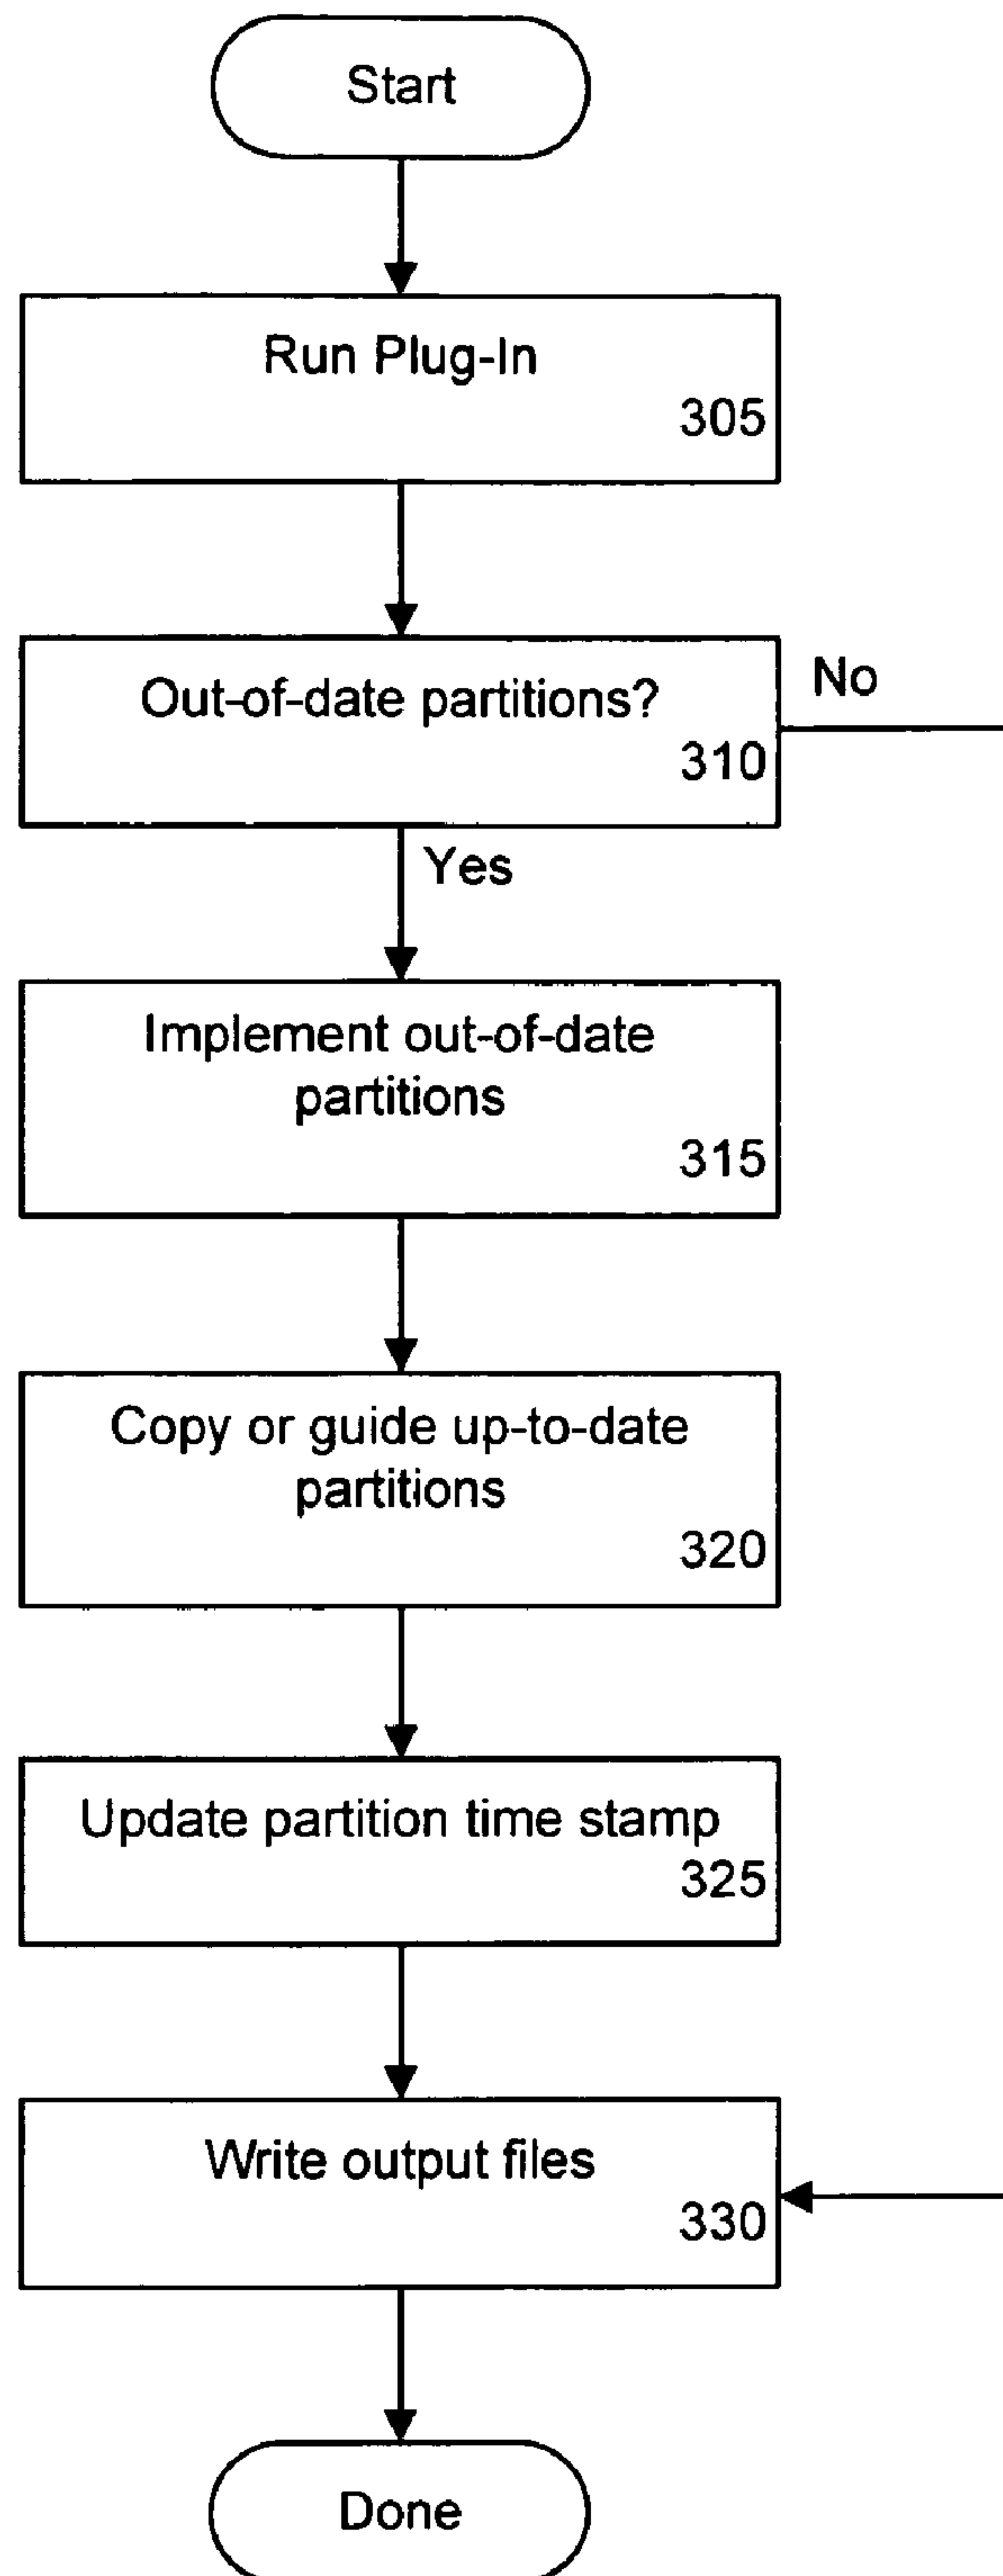 Start
Run Plug-In
305
Out-of-date partitions?
310
No
Yes
Implement out-of-date
partitions
315
Copy or guide up-to-date
partitions
320
Update partition time stamp
325
Write output files
330
Done